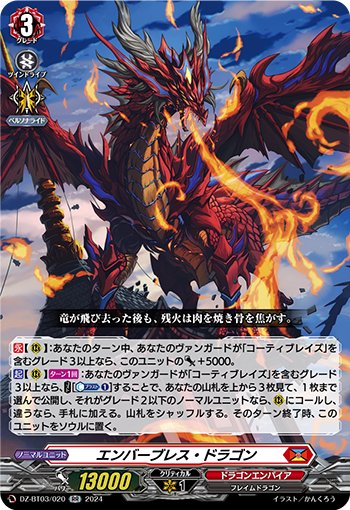 3
グレード
ツインドライブ
ペルソナライド
竜が飛び去った後も、残火は肉を焼き骨を焦がす。
永【】:あなたのターン中、あなたのヴァンガードが「コーティブレイズ」を
含むグレード3以上なら、このユニットの+5000。
起【】ターン1回:あなたのヴァンガードが「コーティブレイズ」を含むグレード
3以上なら、【ブラスト1】することで、あなたの山札を上から3枚見て、1枚まで
選んで公開し、それがグレード2以下のノーマルユニットなら、にコールし、
違うなら、手札に加える。山札をシャッフルする。そのターン終了時、この
ユニットをソウルに置く。
ノーマルユニット
エンバーブレス・ドラゴン
パワー
13000
クリティカル
1
ドラゴンエンパイア
フレイムドラゴン
DZ-BT03/020 RR 2024
イラスト/かんくろう